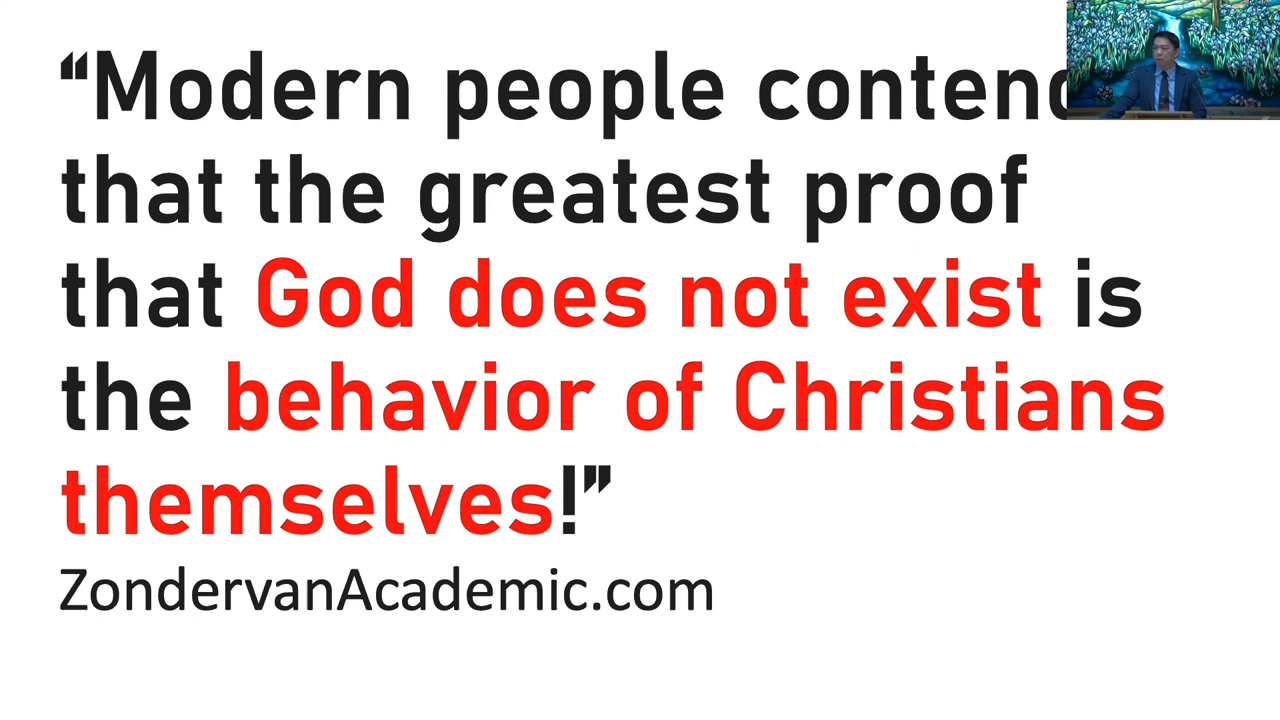 “Modern people contend
that the greatest proof
that God does not exist is
the behavior of Christians
themselves!”
ZondervanAcademic.com